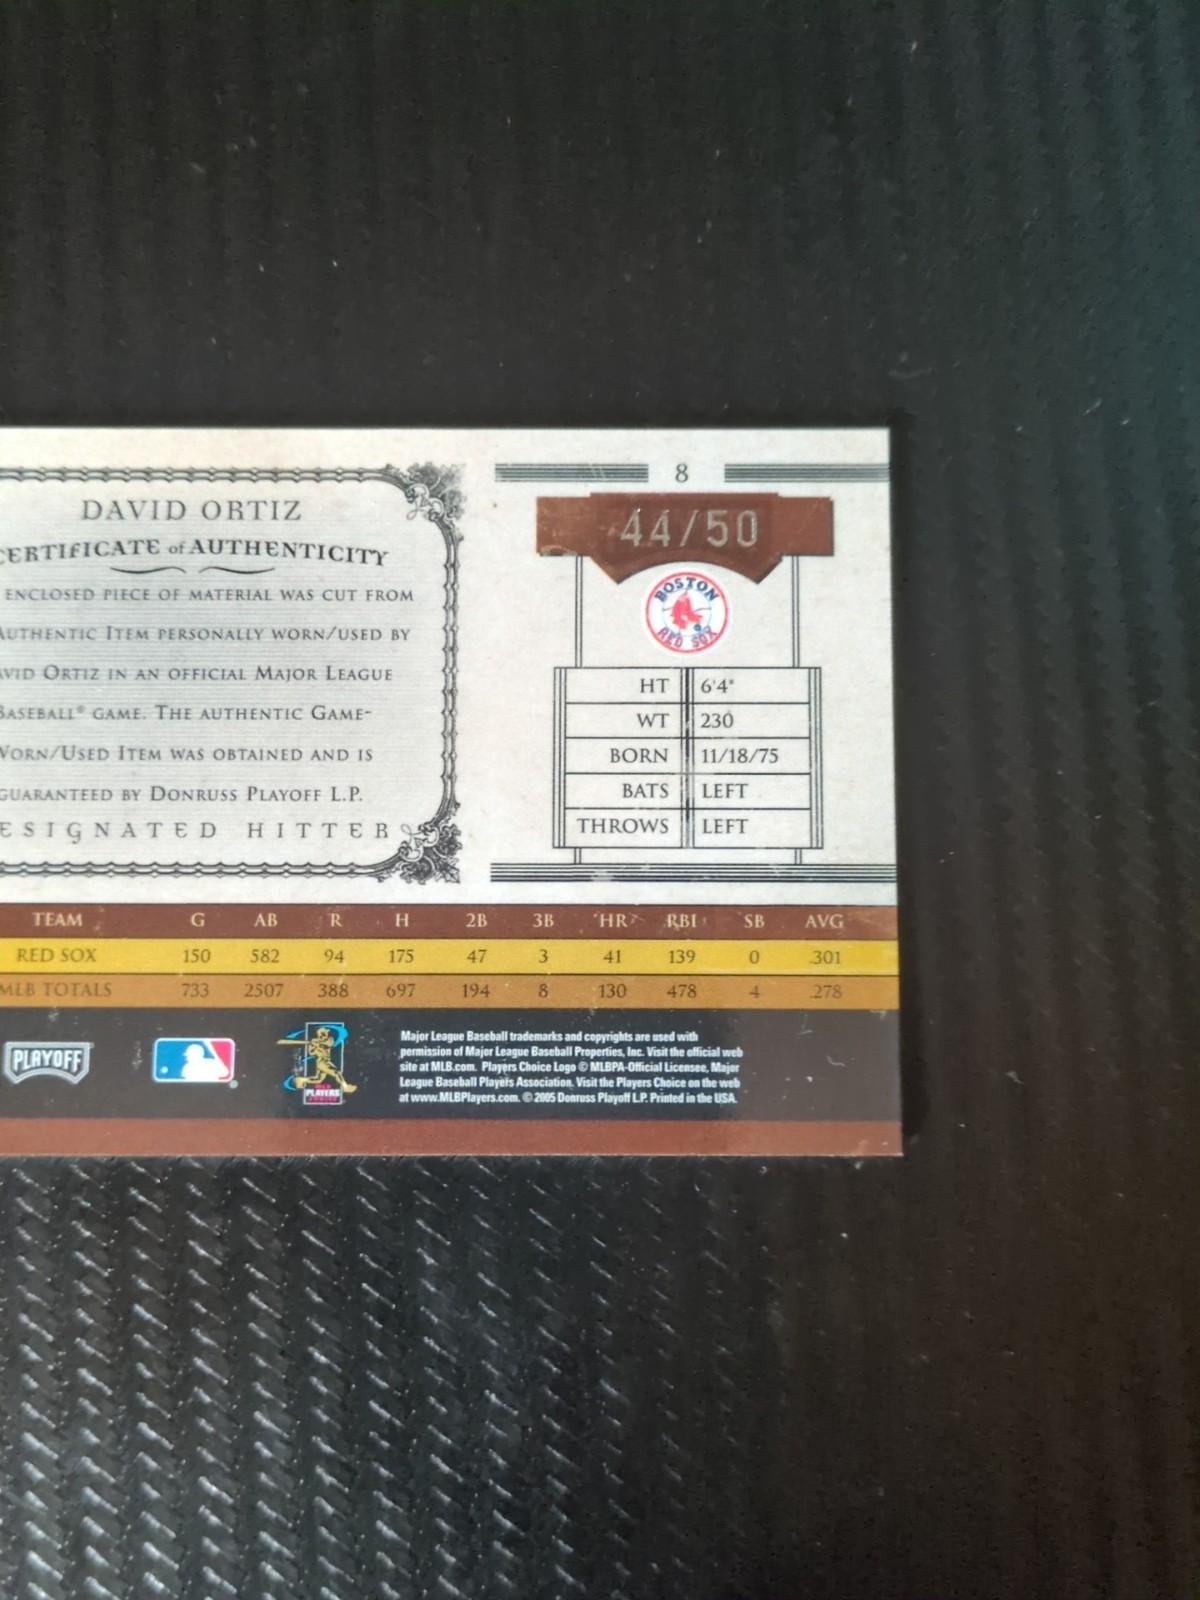 DAVID ORTIZ
CERTIFICATE of AUTHENTICITY
ENCLOSED PIECE OF MATERIAL WAS CUT FROM
AUTHENTIC ITEM PERSONALLY WORN/USED BY
AVID ORTIZ IN AN OFFICIAL MAJOR LEAGUE
BASEBALL® GAME. THE AUTHENTIC GAME-
WORN/USED ITEM WAS OBTAINED AND IS
GUARANTEED BY DONRUSS PLAYOFF L.P.
ESIGNATED HITTER
8
44/50
BOSTON
RED SOX
HT 6'4"
WT 230
BORN 11/18/75
BATS LEFT
THROWS LEFT
TEAM G AB R H 2B 3B HR RBI SB AVG
RED SOX 150 582 94 175 47 3 41 139 0 .301
MLB TOTALS 733 2507 388 697 194 8 130 478 4 .278
PLAYOFF
MLB
PLAYERS
CHOICE
Major League Baseball trademarks and copyrights are used with
permission of Major League Baseball Properties, Inc. Visit the official web
site at MLB.com. Players Choice Logo © MLBPA-Official Licensee, Major
League Baseball Players Association. Visit the Players Choice on the web
at www.MLBPlayers.com. © 2005 Donruss Playoff L.P. Printed in the USA.